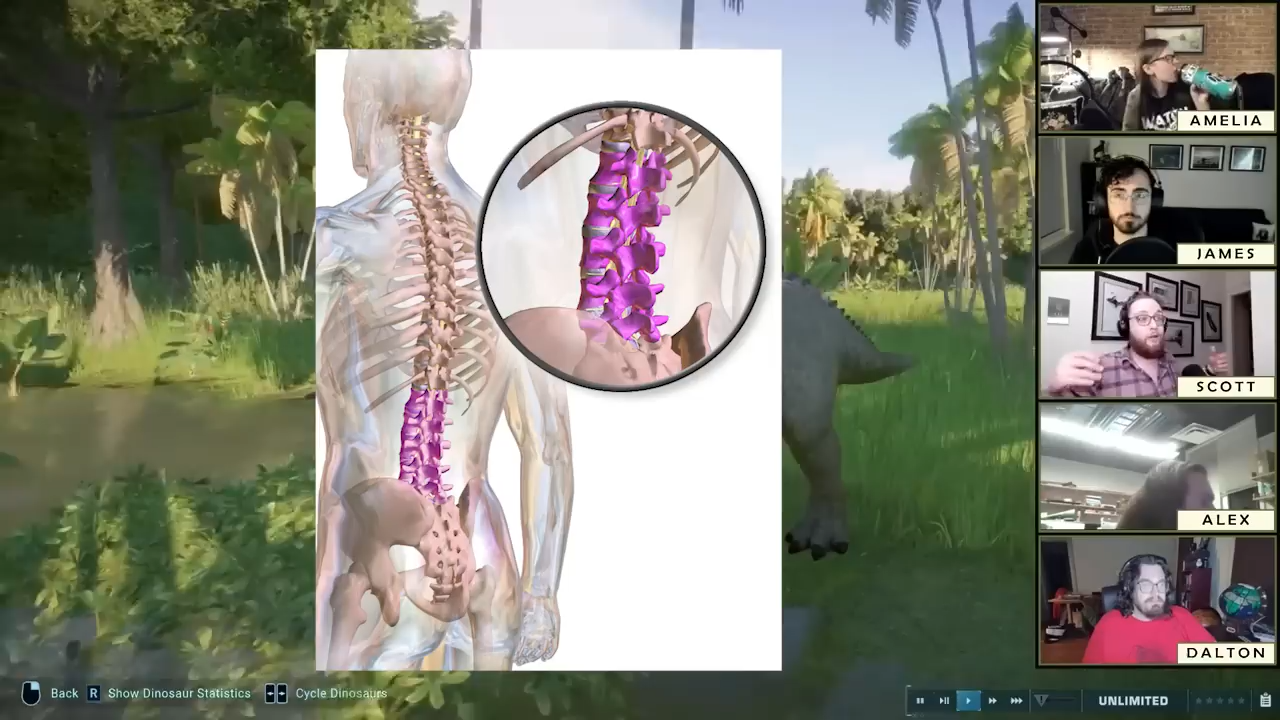 AMELIA
JAMES
SCOTT
ALEX
DALTON
Back R Show Dinosaur Statistics Cycle Dinosaurs
UNLIMITED